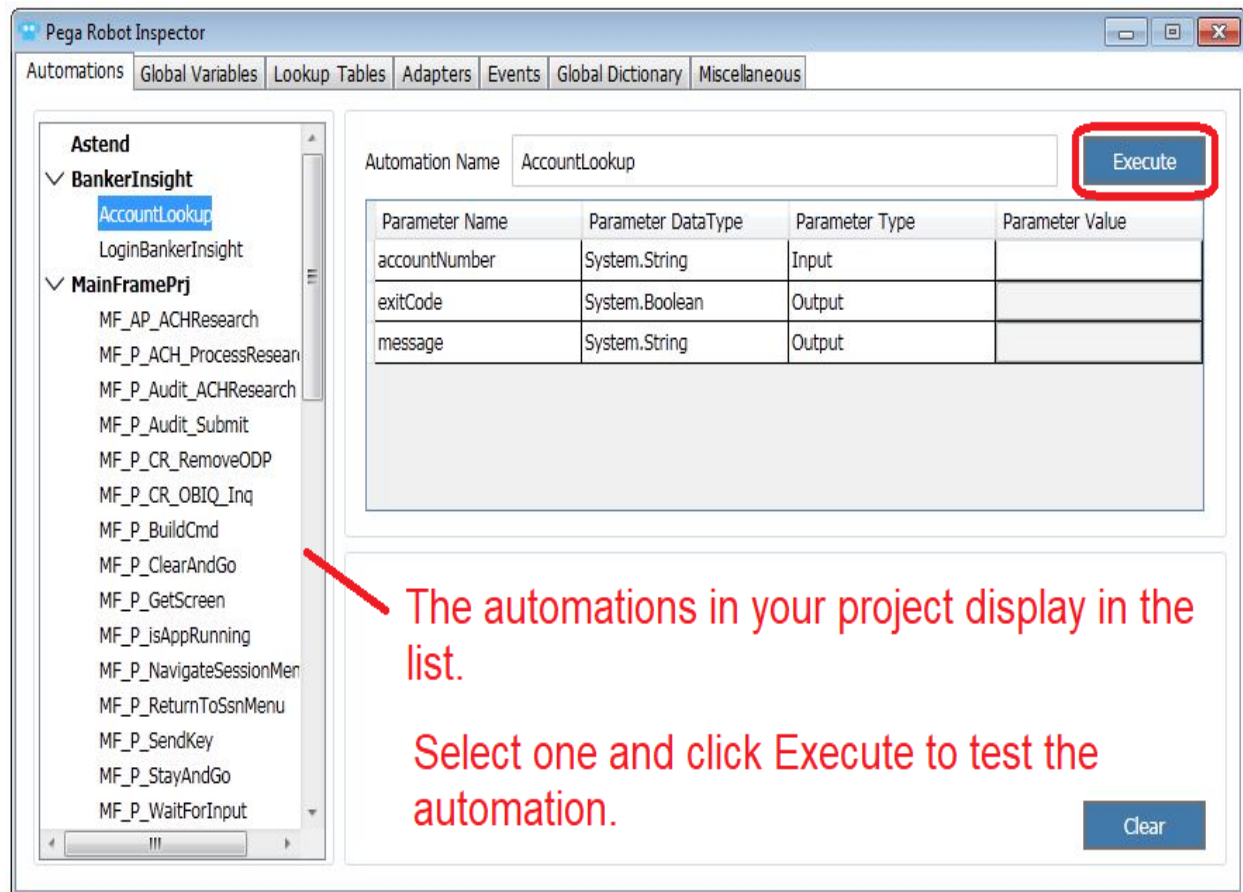 Pega Robot Inspector
Automations Global Variables Lookup Tables Adapters Events Global Dictionary Miscellaneous
Astend
BankerInsight
AccountLookup
LoginBankerInsight
MainFramePrj
MF_AP_ACHResearch
MF_P_ACH_ProcessResear
MF_P_Audit_ACHResearch
MF_P_Audit_Submit
MF_P_CR_RemoveODP
MF_P_CR_OBIQ_Inq
MF_P_BuildCmd
MF_P_ClearAndGo
MF_P_GetScreen
MF_P_isAppRunning
MF_P_NavigateSessionMen
MF_P_ReturnToSsnMenu
MF_P_SendKey
MF_P_StayAndGo
MF_P_WaitForInput
Automation Name AccountLookup Execute
Parameter Name Parameter DataType Parameter Type Parameter Value
accountNumber System.String Input
exitCode System.Boolean Output
message System.String Output
The automations in your project display in the
list.
Select one and click Execute to test the
automation.
Clear